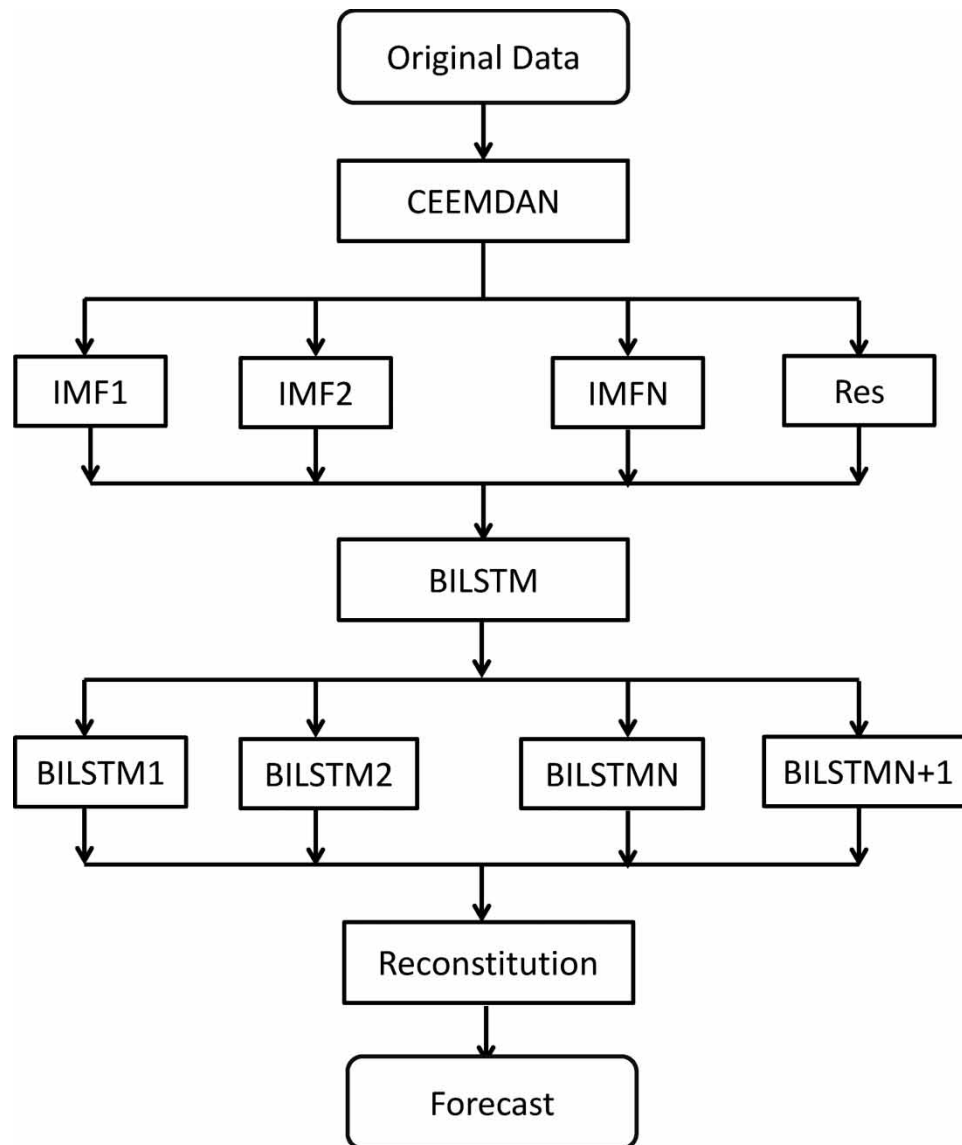 Original Data
CEEMDAN
IMF1
IMF2
IMFN
Res
BILSTM
BILSTM1
BILSTM2
BILSTMN
BILSTMN+1
Reconstitution
Forecast